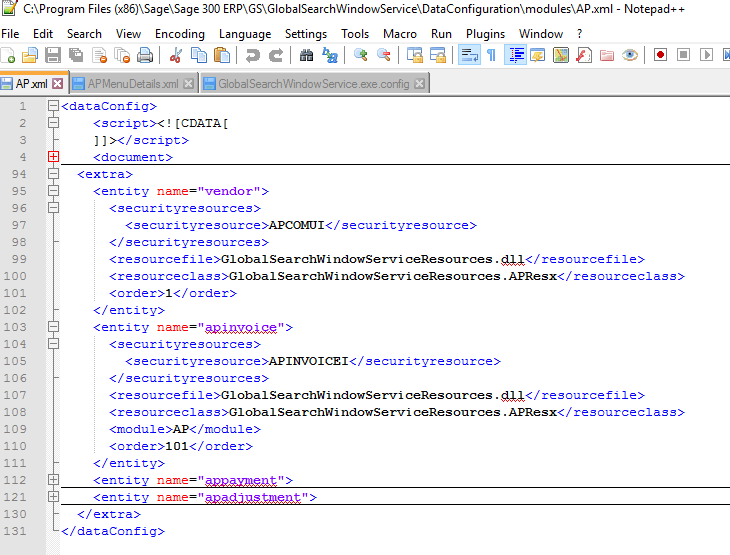 C:\Program Files (x86)\Sage\Sage 300 ERP\GS\GlobalSearchWindowService\DataConfiguration\modules\AP.xml - Notepad++
File Edit Search View Encoding Language Settings Tools Macro Run Plugins Window ?
AP.xml APMenuDetails.xml GlobalSearchWindowService.exe.config
1 <dataConfig>
2 <script><![CDATA[
3 ]]></script>
4 <document>
94 <extra>
95 <entity name="vendor">
96 <securityresources>
97 <securityresource>APCOMUI</securityresource>
98 </securityresources>
99 <resourcefile>GlobalSearchWindowServiceResources.dll</resourcefile>
100 <resourceclass>GlobalSearchWindowServiceResources.APResx</resourceclass>
101 <order>1</order>
102 </entity>
103 <entity name="apinvoice">
104 <securityresources>
105 <securityresource>APINVOICEI</securityresource>
106 </securityresources>
107 <resourcefile>GlobalSearchWindowServiceResources.dll</resourcefile>
108 <resourceclass>GlobalSearchWindowServiceResources.APResx</resourceclass>
109 <module>AP</module>
110 <order>101</order>
111 </entity>
112 <entity name="appayment">
121 <entity name="apadjustment">
130 </extra>
131 </dataConfig>